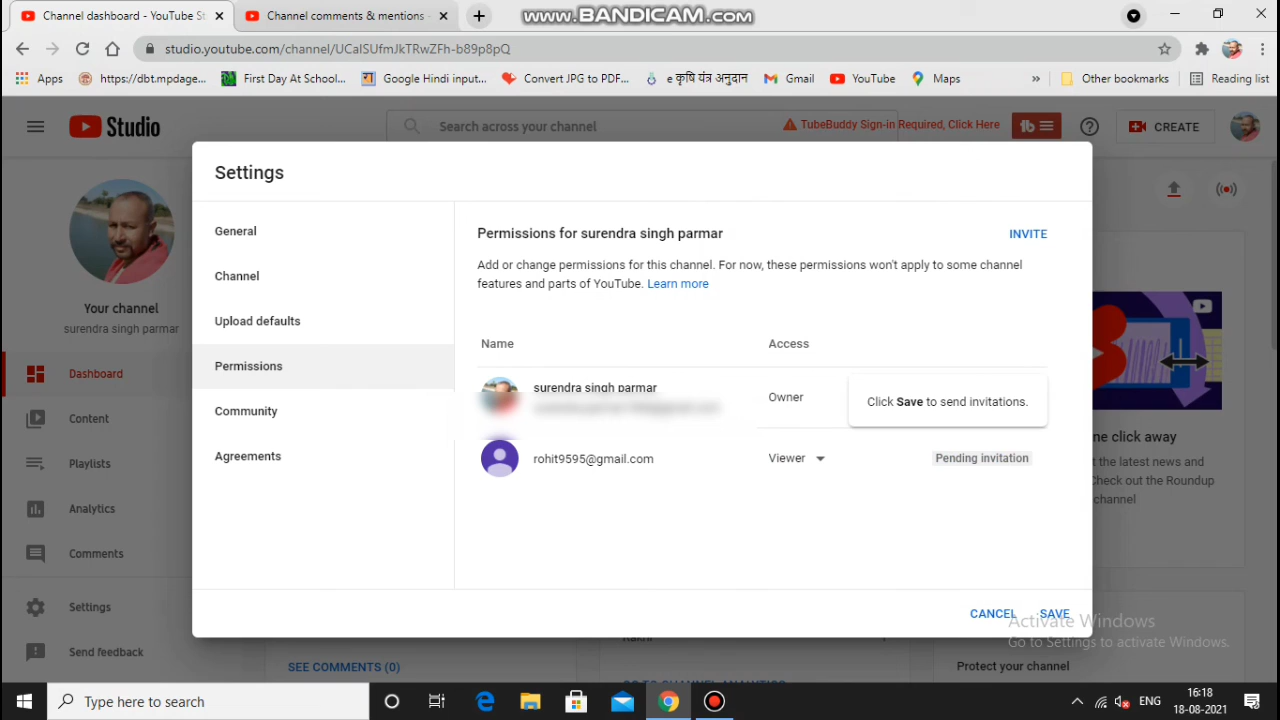 Channel dashboard - YouTube St
Channel comments & mentions -
www.BANDICAM.com
studio.youtube.com/channel/UCaISUfmJkTRwZFh-b89p8pQ
Apps
https://dbt.mpdage...
First Day At School...
Google Hindi input...
Convert JPG to PDF...
e कृषि यंत्र अनुदान
Gmail
YouTube
Maps
»
Other bookmarks
Reading list
Studio
Search across your channel
TubeBuddy Sign-in Required, Click Here
tb
CREATE
Settings
General
Channel
Upload defaults
Permissions
Community
Agreements
Permissions for surendra singh parmar
INVITE
Add or change permissions for this channel. For now, these permissions won't apply to some channel
features and parts of YouTube. Learn more
Name
Access
surendra singh parmar
Owner
Click Save to send invitations.
rohit9595@gmail.com
Viewer
Pending invitation
CANCEL
SAVE
Your channel
surendra singh parmar
Dashboard
Content
Playlists
Analytics
Comments
Settings
Send feedback
ne click away
t the latest news and
Check out the Roundup
channel
SEE COMMENTS (0)
Protect your channel
Activate Windows
Go to Settings to activate Windows.
Type here to search
ENG
16:18
18-08-2021